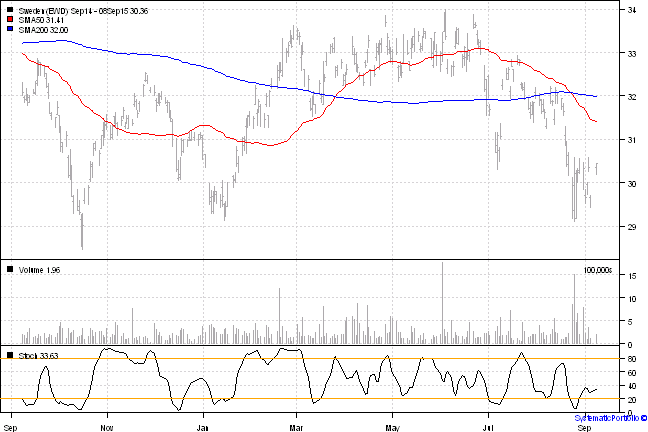 Sweden (EWD) Sep14 - 08Sep15 30.36
SMA50 31.41
SMA200 32.00
34
33
32
31
30
29
Volume 1.96
100,000s
15
10
5
0
Stoch 33.63
80
60
40
20
0
Sep Nov Jan Mar May Jul Sep
SystematicPortfolio ©